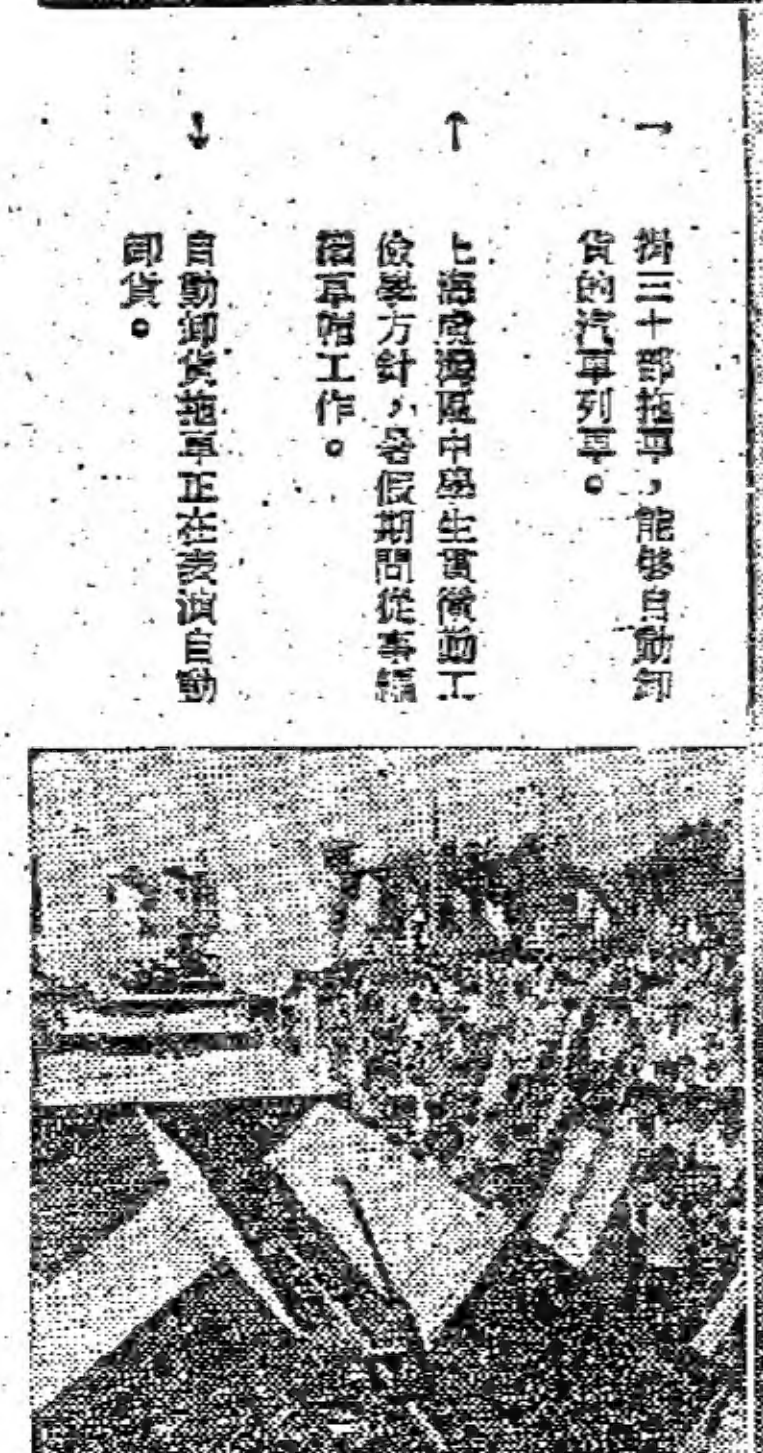 → 掛三十部拖車，能够自動卸
貨的汽車列車。
↑ 上海盧灣區中學生貫徹勤工
儉學方針，暑假期間從事編
織草帽工作。
↓ 自動卸貨拖車正在表演自動
卸貨。